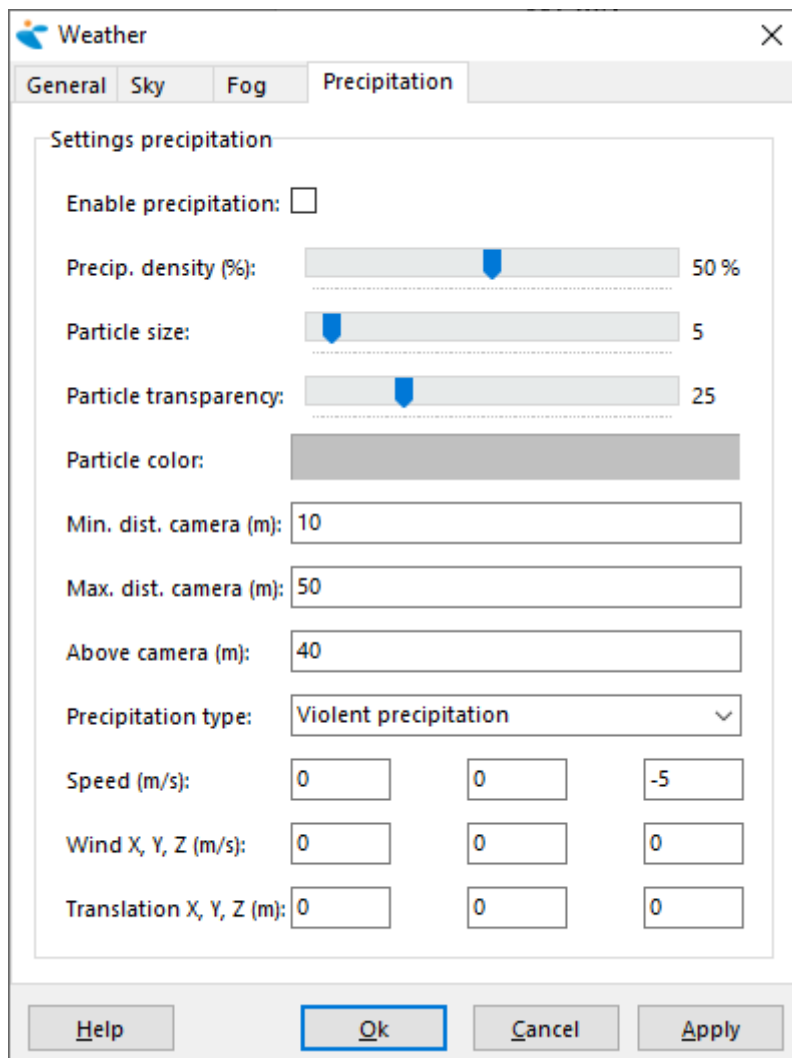 Weather
General Sky Fog Precipitation
Settings precipitation
Enable precipitation:
Precip. density (%): 50 %
Particle size: 5
Particle transparency: 25
Particle color:
Min. dist. camera (m): 10
Max. dist. camera (m): 50
Above camera (m): 40
Precipitation type: Violent precipitation
Speed (m/s): 0 0 -5
Wind X, Y, Z (m/s): 0 0 0
Translation X, Y, Z (m): 0 0 0
Help Ok Cancel Apply